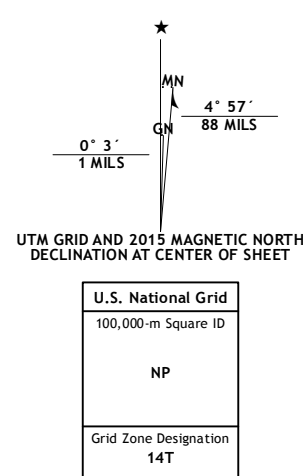 MN
GN
4° 57´
88 MILS
0° 3´
1 MILS
UTM GRID AND 2015 MAGNETIC NORTH
DECLINATION AT CENTER OF SHEET
U.S. National Grid
100,000-m Square ID
NP
Grid Zone Designation
14T